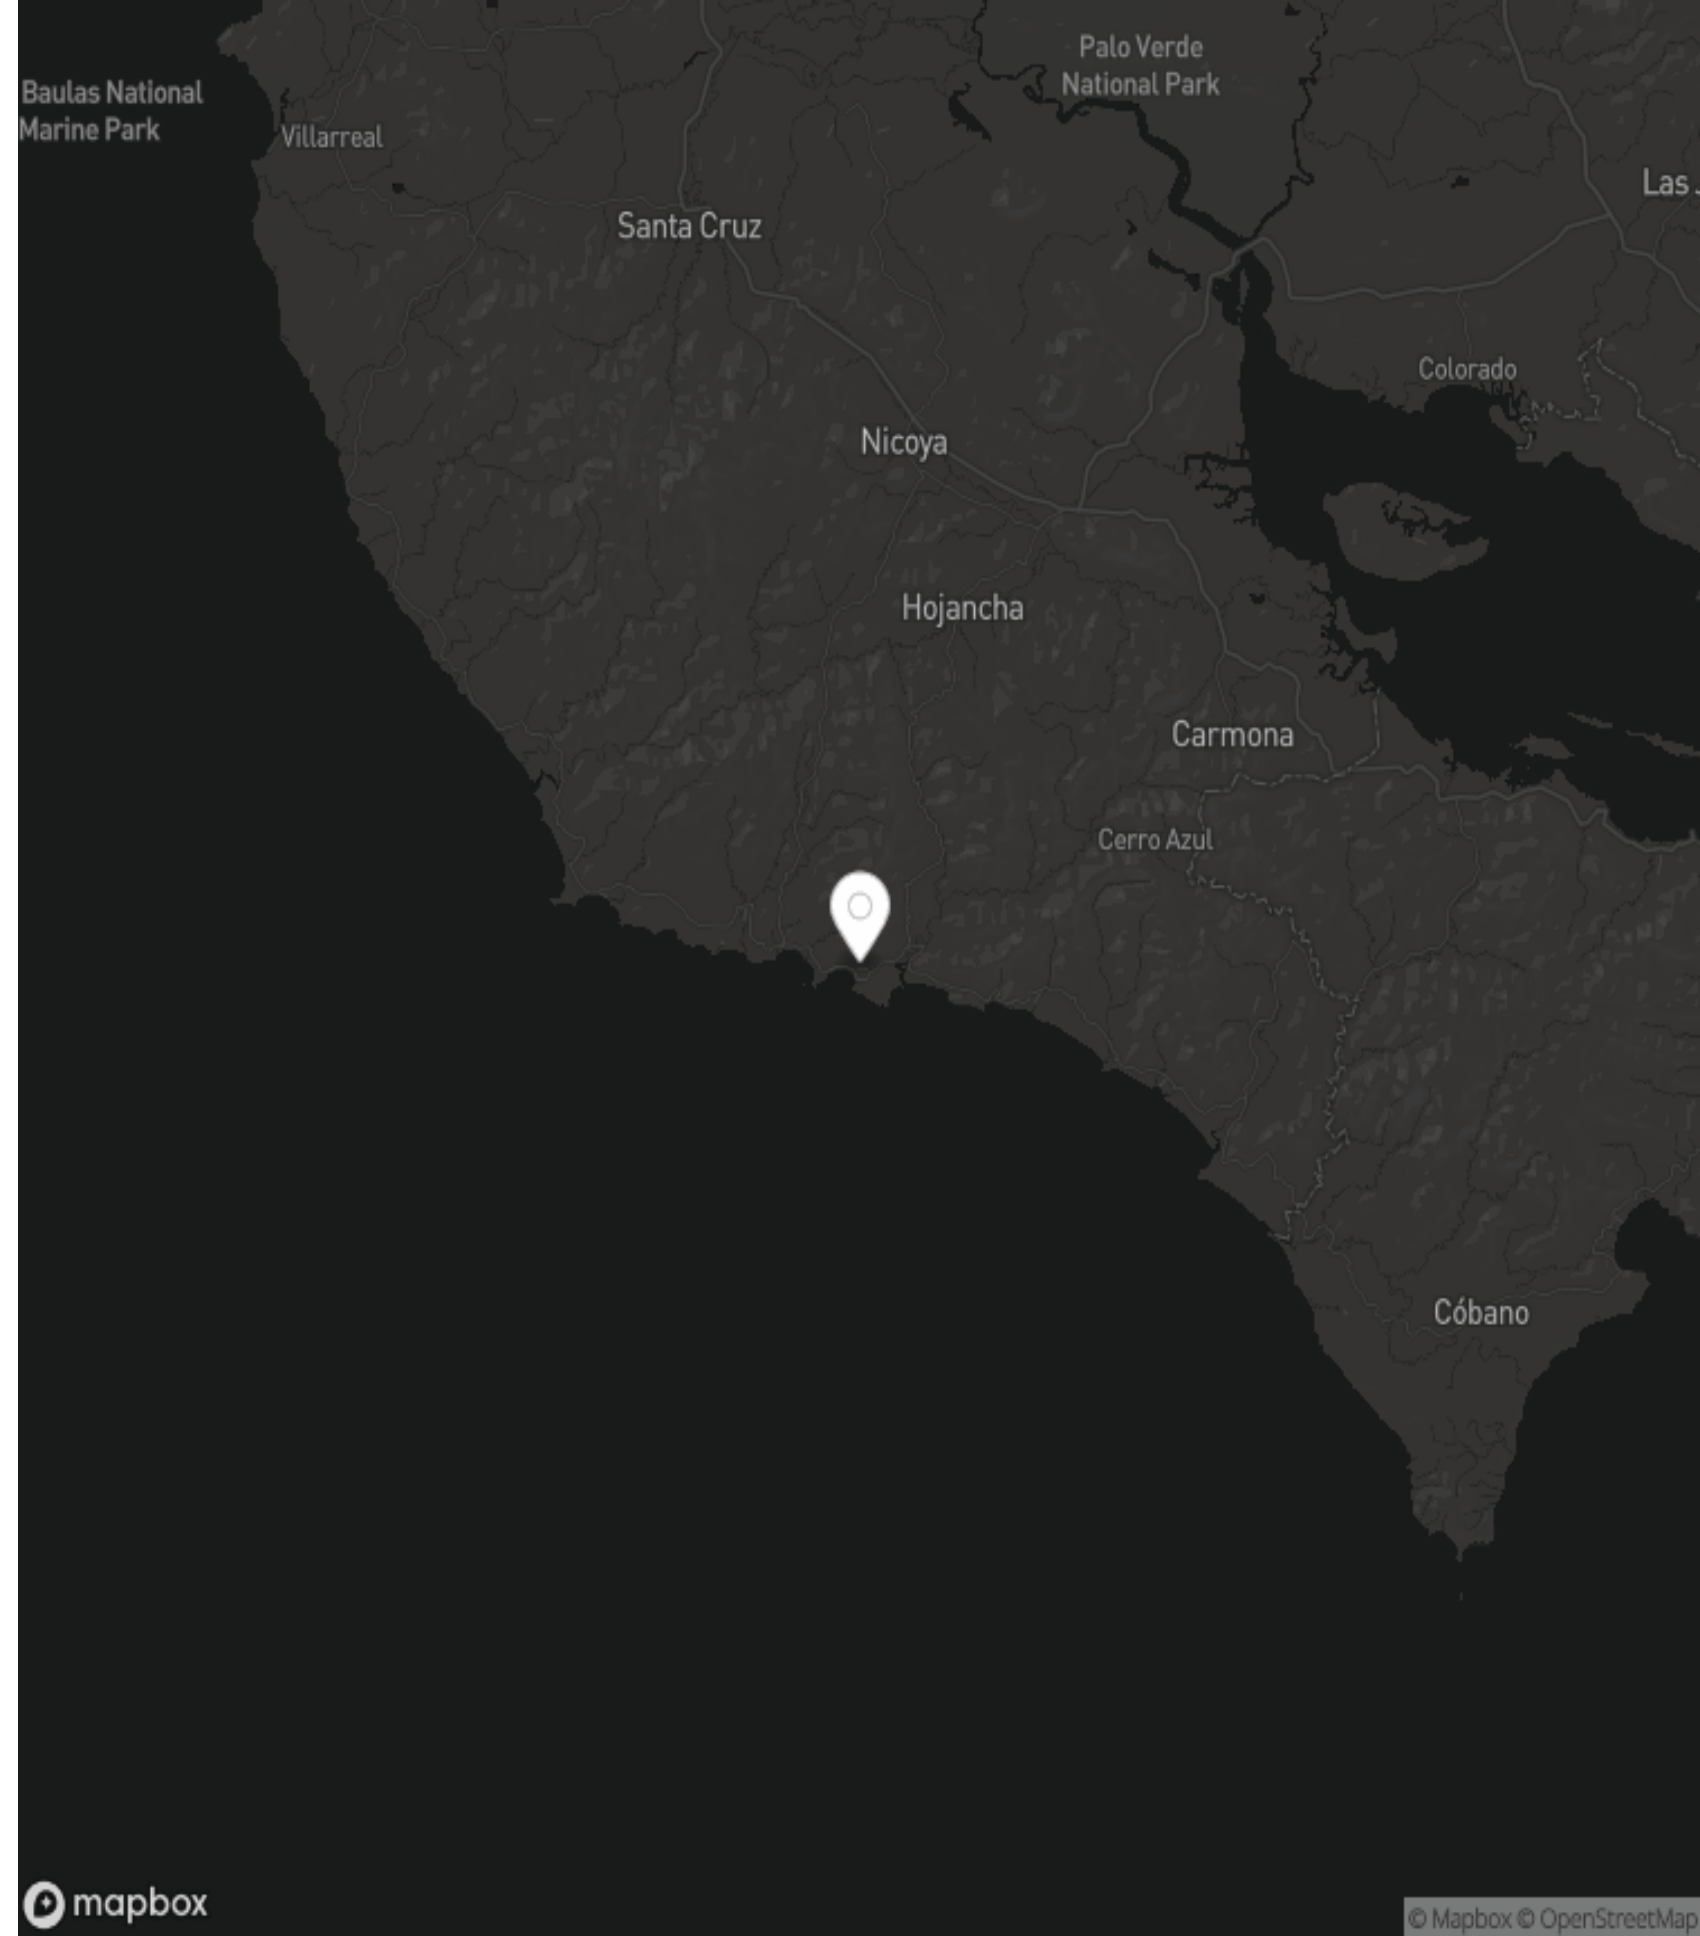 Palo Verde
National Park
Baulas National
Marine Park
Villarreal
Las
Santa Cruz
Colorado
Nicoya
Hojancha
Carmona
Cerro Azul
Cóbano
mapbox
© Mapbox © OpenStreetMap